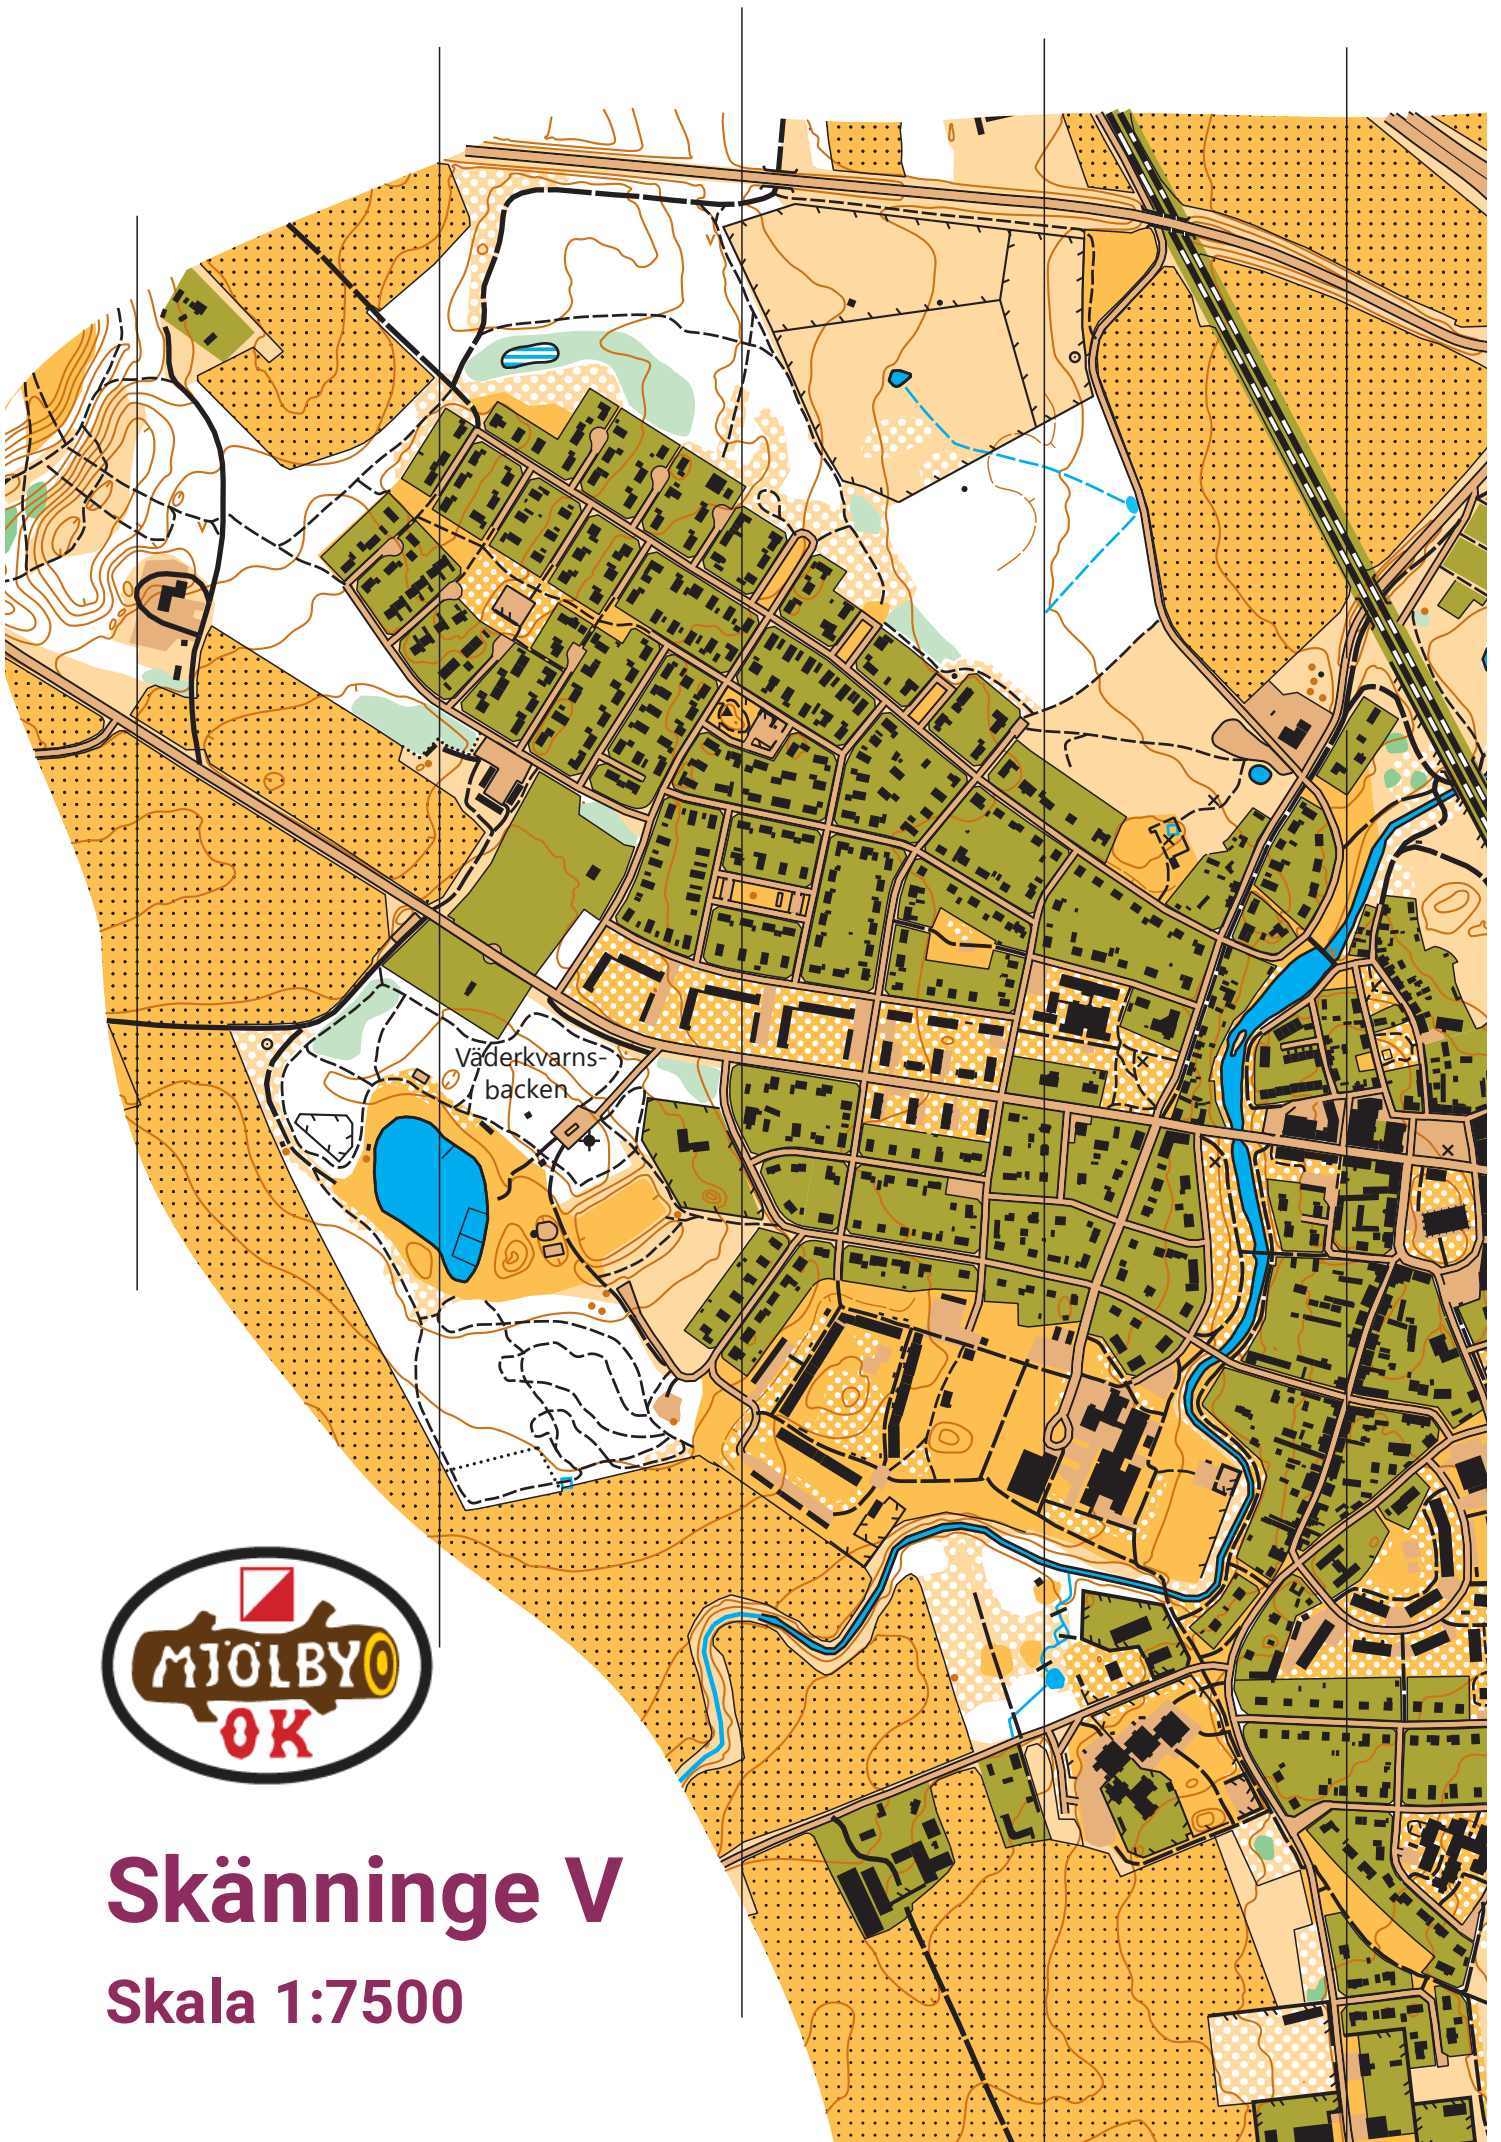 Väderkvarns-
backen
MJÖLBY
OK
Skänninge V
Skala 1:7500